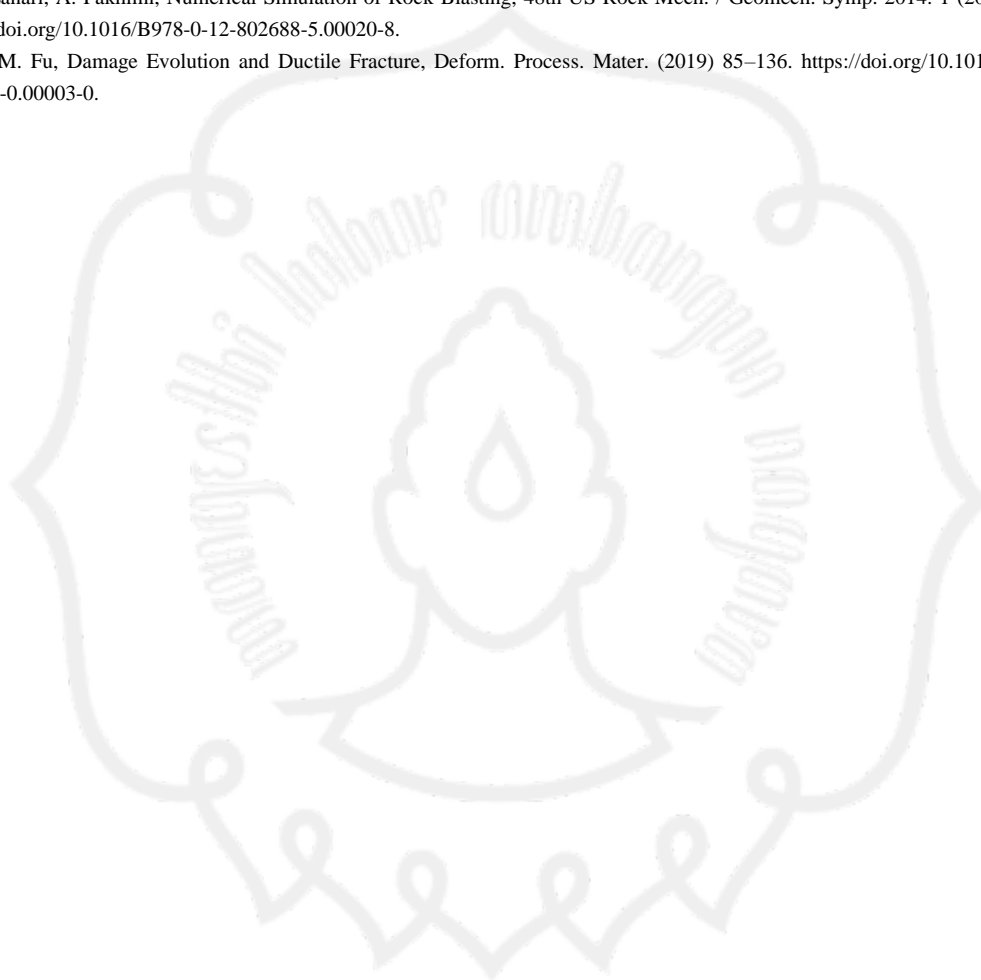 anari, A. Fakhimi, Numerical Simulation of Rock Blasting, 48th US Rock Mech. / Geomech. Symp. 2014. 1 (20
doi.org/10.1016/B978-0-12-802688-5.00020-8.
M. Fu, Damage Evolution and Ductile Fracture, Deform. Process. Mater. (2019) 85–136. https://doi.org/10.101
-0.00003-0.